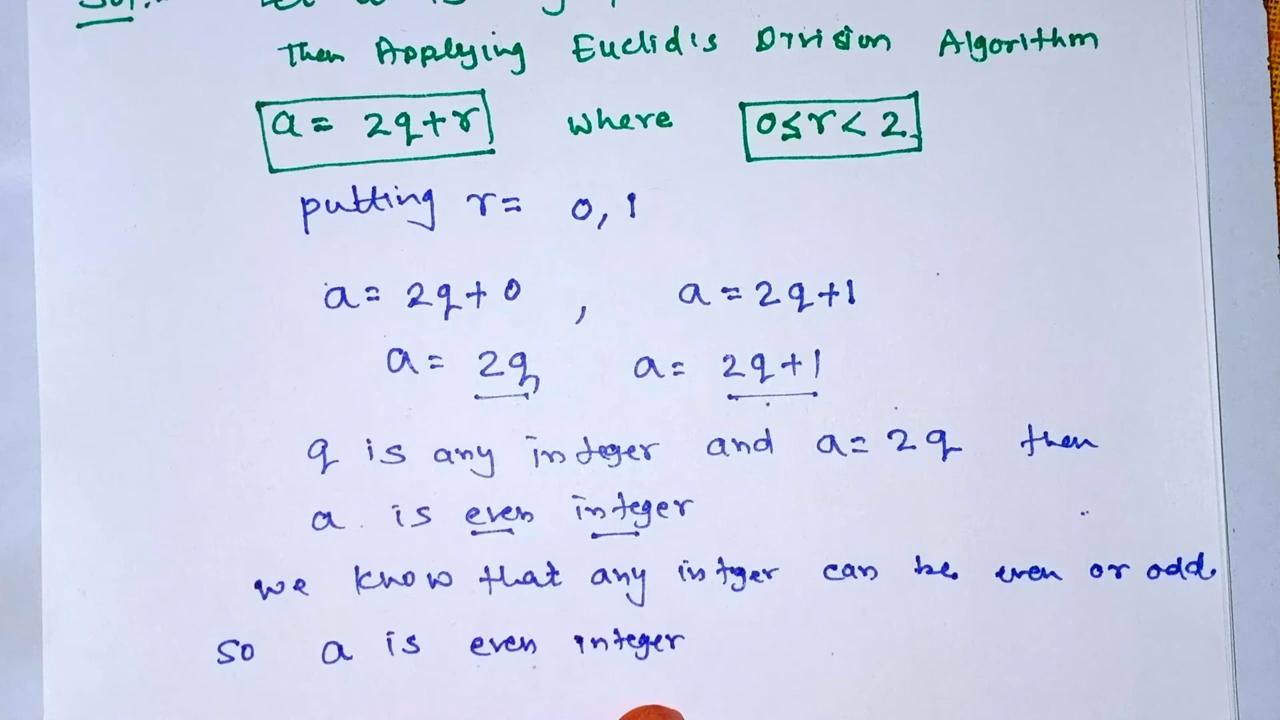 Then Applying Euclid's Division Algorithm
a = 2q+r where 0≤r<2
putting r= 0, 1
a= 2q+0 , a=2q+1
a= 2q a= 2q+1
q is any integer and a=2q then
a is even integer
we know that any intger can be even or odd
so a is even integer